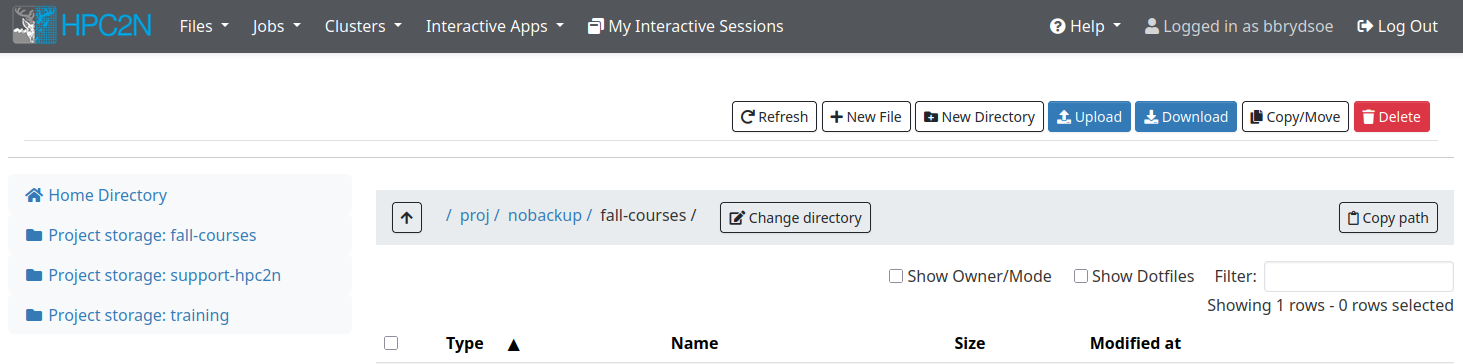 HPC2N Files Jobs Clusters Interactive Apps My Interactive Sessions Help Logged in as bbrydsoe Log Out
Refresh New File New Directory Upload Download Copy/Move Delete
Home Directory
Project storage: fall-courses
Project storage: support-hpc2n
Project storage: training
/ proj / nobackup / fall-courses / Change directory Copy path
Show Owner/Mode Show Dotfiles Filter:
Showing 1 rows - 0 rows selected
Type ▲ Name Size Modified at